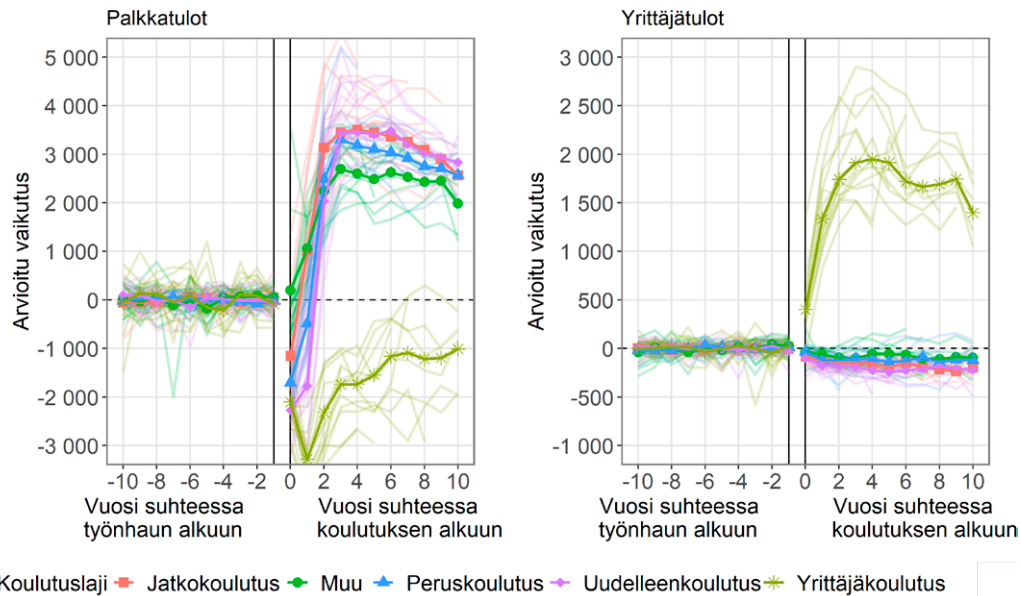 Palkkatulot
Yrittäjätulot
Arvioitu vaikutus
5 000
4 000
3 000
2 000
1 000
0
-1 000
-2 000
-3 000
-10 -8 -6 -4 -2 0 2 4 6 8 10
Vuosi suhteessa
työnhaun alkuun
Vuosi suhteessa
koulutuksen alkuun
Arvioitu vaikutus
3 000
2 500
2 000
1 500
1 000
500
0
-500
-1 000
-10 -8 -6 -4 -2 0 2 4 6 8 10
Vuosi suhteessa
työnhaun alkuun
Vuosi suhteessa
koulutuksen alkuun
Koulutuslaji Jatkokoulutus Muu Peruskoulutus Uudelleenkoulutus Yrittäjäkoulutus